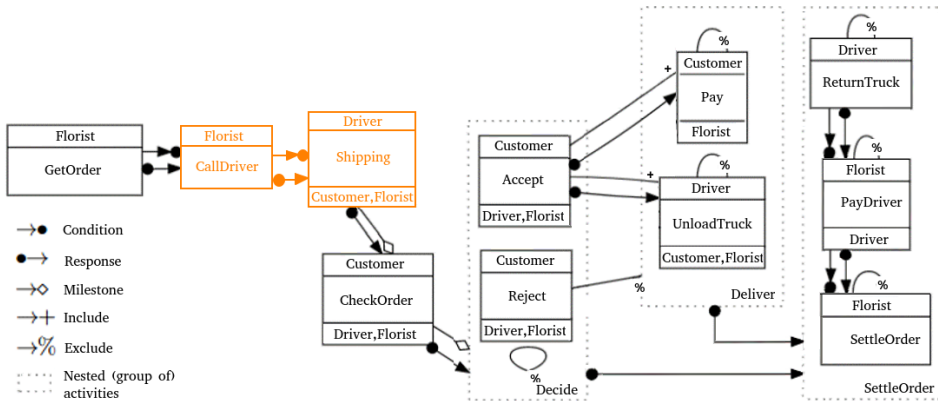 Florist
GetOrder
Florist
CallDriver
Driver
Shipping
Customer,Florist
Customer
CheckOrder
Driver,Florist
Customer
Accept
Driver,Florist
Customer
Reject
Driver,Florist
%
Decide
+
+
%
%
Customer
Pay
Florist
%
Driver
UnloadTruck
Customer,Florist
Deliver
%
Driver
ReturnTruck
%
Florist
PayDriver
Driver
%
Florist
SettleOrder
SettleOrder
Condition
Response
Milestone
+ Include
% Exclude
Nested (group of)
activities